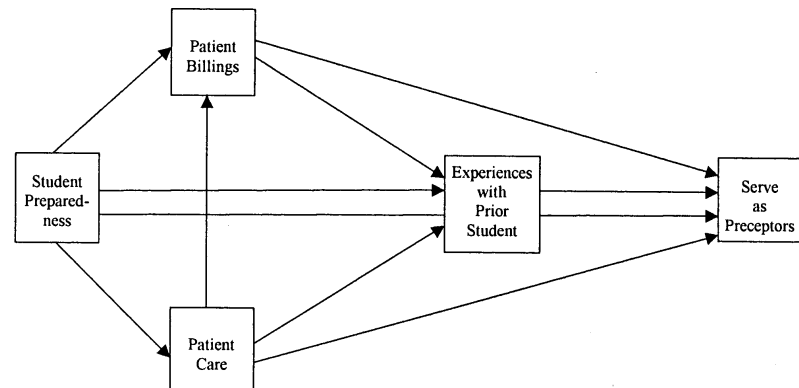 Patient
Billings
Student
Prepared-
ness
Experiences
with
Prior
Student
Serve
as
Preceptors
Patient
Care